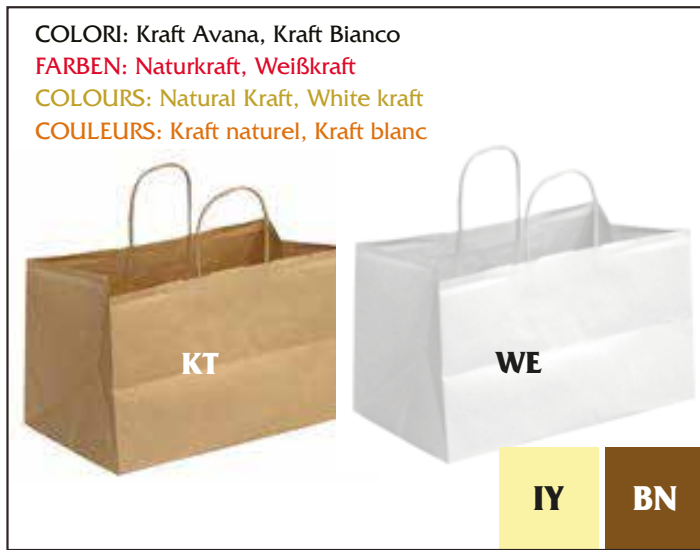 COLORI: Kraft Avana, Kraft Bianco
FARBEN: Naturkraft, Weißkraft
COLOURS: Natural Kraft, White kraft
COULEURS: Kraft naturel, Kraft blanc
KT
WE
IY
BN